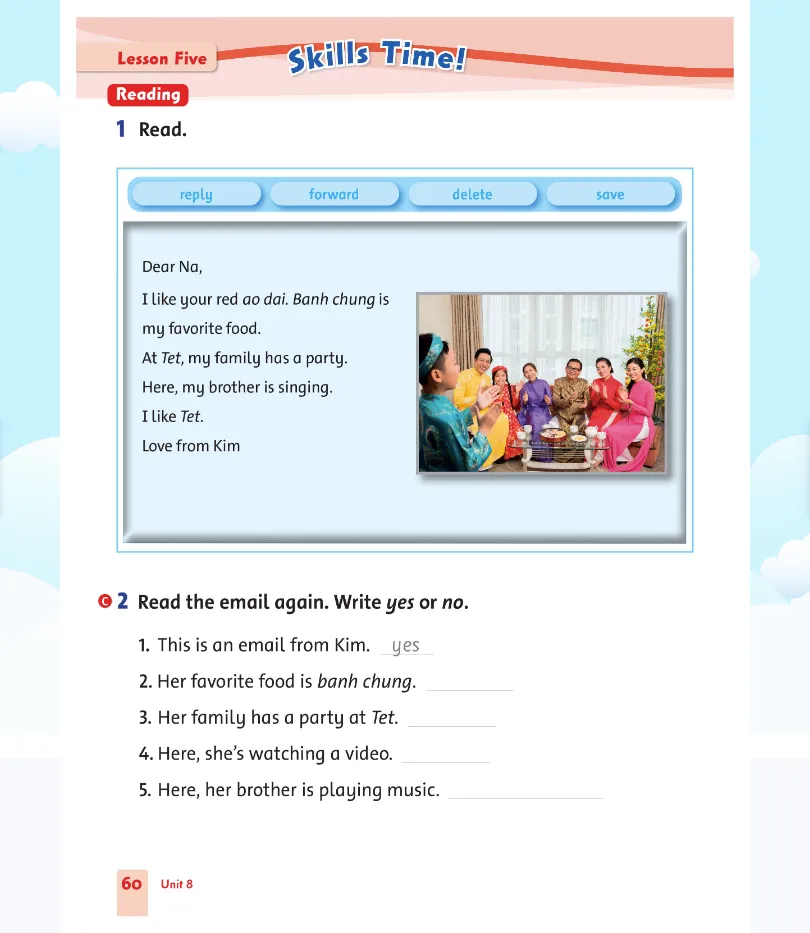 Lesson Five
Skills Time!
Reading
1 Read.
reply forward delete save
Dear Na,
I like your red ao dai. Banh chung is
my favorite food.
At Tet, my family has a party.
Here, my brother is singing.
I like Tet.
Love from Kim
C 2 Read the email again. Write yes or no.
1. This is an email from Kim. yes
2. Her favorite food is banh chung.
3. Her family has a party at Tet.
4. Here, she's watching a video.
5. Here, her brother is playing music.
60 Unit 8